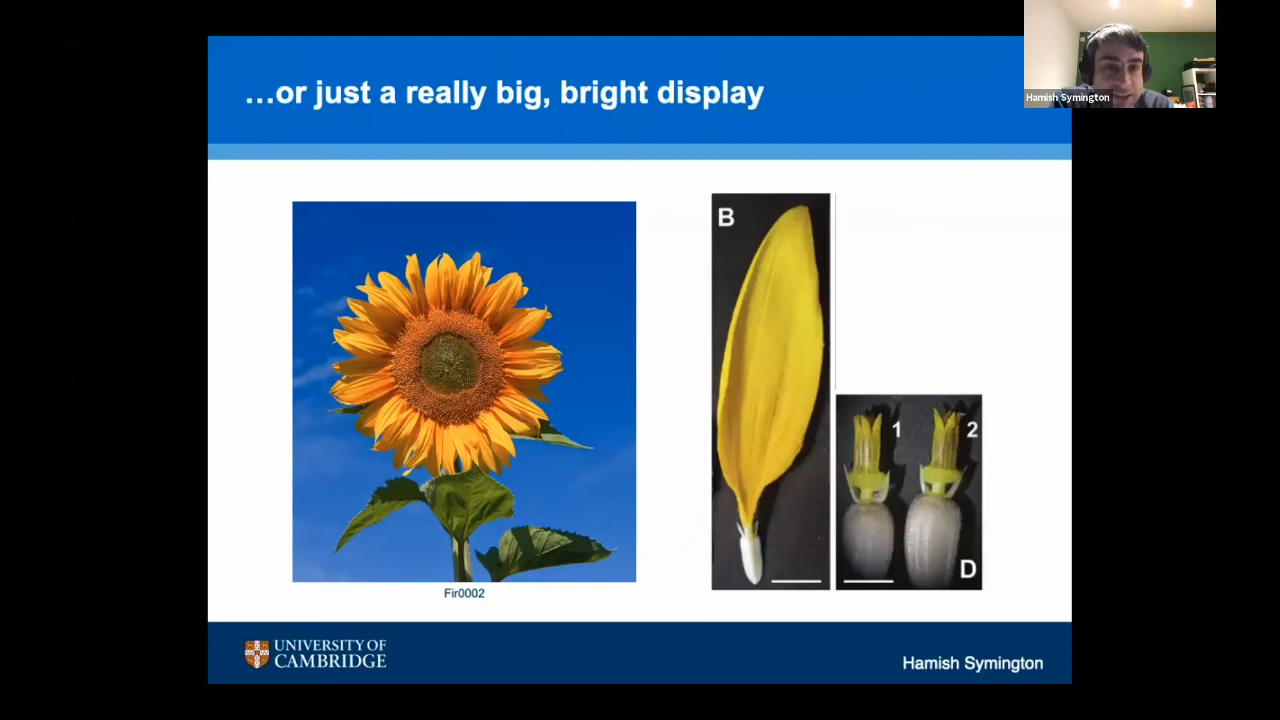 ...or just a really big, bright display
Hamish Symington
B
1
2
D
Fir0002
UNIVERSITY OF
CAMBRIDGE
Hamish Symington